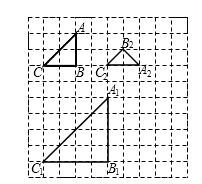 A
B₂
C B C₂ A₂
A₁
C₁ B₁